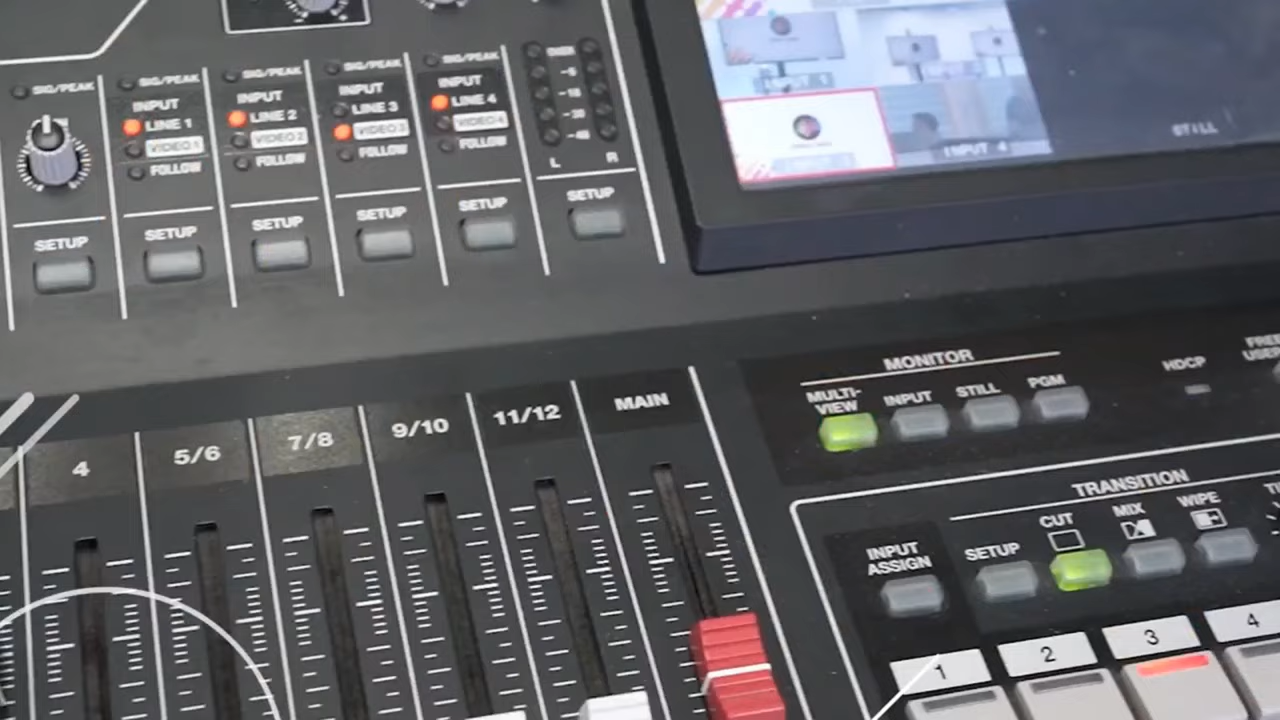 SIG/PEAK
SIG/PEAK
INPUT
LINE 1
VIDEO 1
FOLLOW
SETUP
SIG/PEAK
INPUT
LINE 2
VIDEO 2
FOLLOW
SETUP
SIG/PEAK
INPUT
LINE 3
VIDEO 3
FOLLOW
SETUP
SIG/PEAK
INPUT
LINE 4
VIDEO 4
FOLLOW
SETUP
L R
SETUP
SETUP
INPUT 4
STILL
4
5/6
7/8
9/10
11/12
MAIN
MONITOR
MULTI-
VIEW
INPUT
STILL
PGM
HDCP
TRANSITION
INPUT
ASSIGN
SETUP
CUT
MIX
WIPE
1
2
3
4